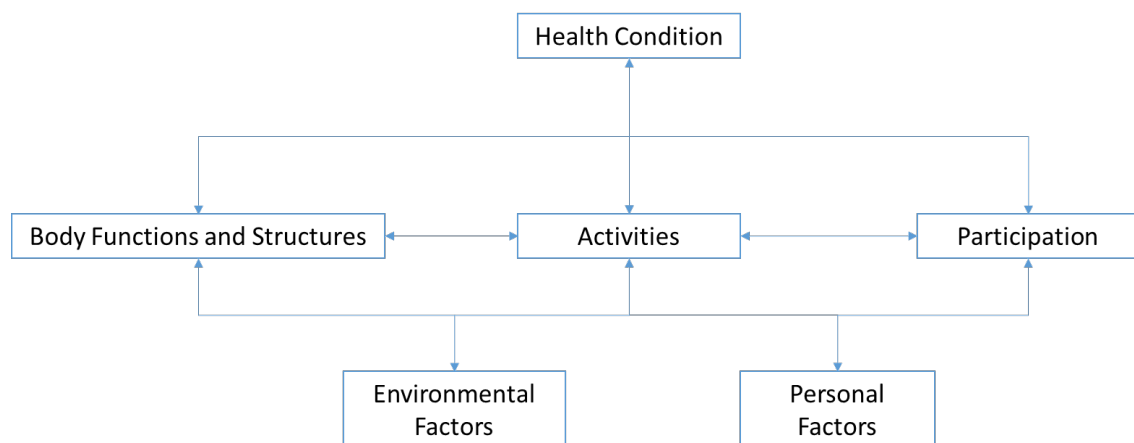 Health Condition
Body Functions and Structures
Activities
Participation
Environmental
Factors
Personal
Factors